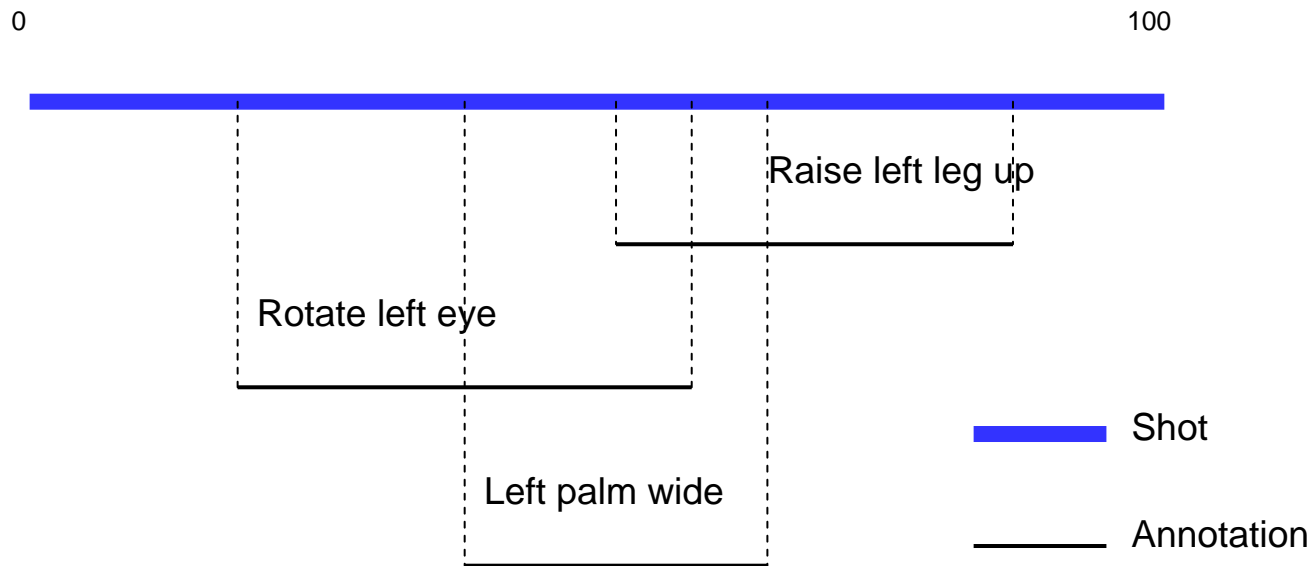 0
100
Raise left leg up
Rotate left eye
Shot
Left palm wide
Annotation